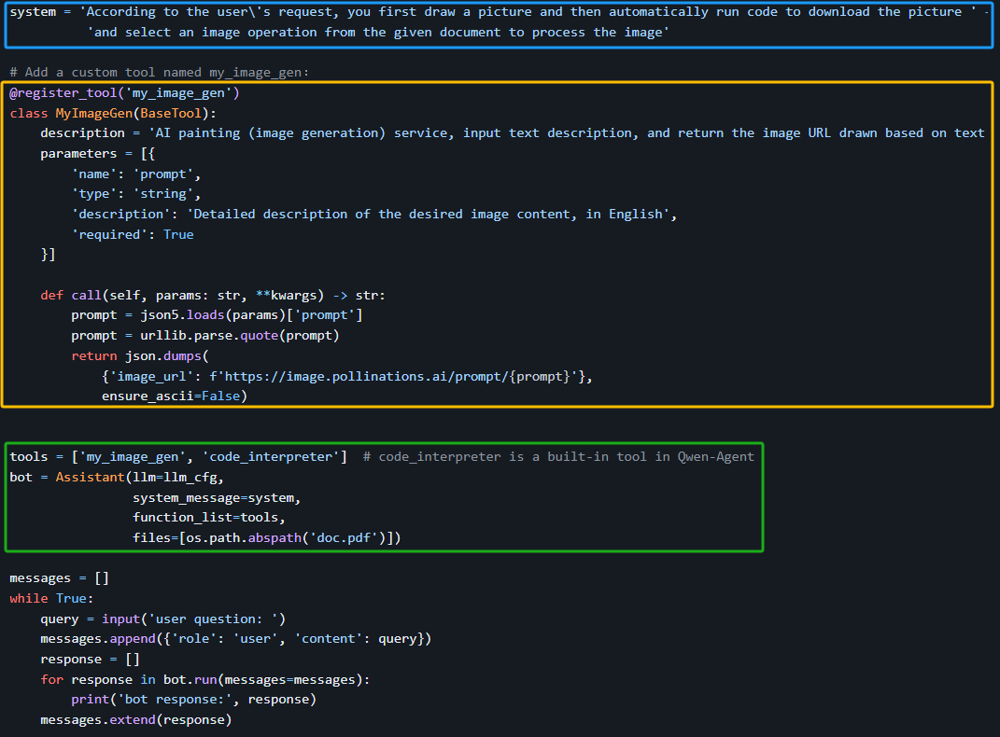 system = 'According to the user\'s request, you first draw a picture and then automatically run code to download the picture ' -
'and select an image operation from the given document to process the image'
# Add a custom tool named my_image_gen:
@register_tool('my_image_gen')
class MyImageGen(BaseTool):
description = 'AI painting (image generation) service, input text description, and return the image URL drawn based on text
parameters = [{
'name': 'prompt',
'type': 'string',
'description': 'Detailed description of the desired image content, in English',
'required': True
}]
def call(self, params: str, **kwargs) -> str:
prompt = json5.loads(params)['prompt']
prompt = urllib.parse.quote(prompt)
return json.dumps(
{'image_url': f'https://image.pollinations.ai/prompt/{prompt}'},
ensure_ascii=False)
tools = ['my_image_gen', 'code_interpreter']  # code_interpreter is a built-in tool in Qwen-Agent
bot = Assistant(llm=llm_cfg,
system_message=system,
function_list=tools,
files=[os.path.abspath('doc.pdf')])
messages = []
while True:
query = input('user question: ')
messages.append({'role': 'user', 'content': query})
response = []
for response in bot.run(messages=messages):
print('bot response:', response)
messages.extend(response)